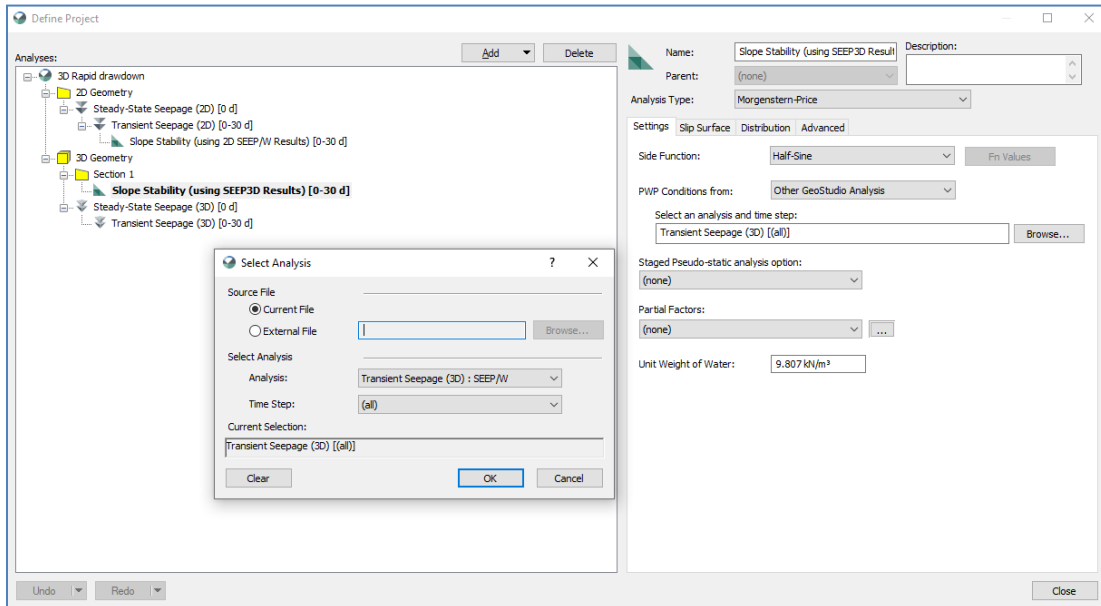 Define Project
Analyses:
Add
Delete
3D Rapid drawdown
2D Geometry
Steady-State Seepage (2D) [0 d]
Transient Seepage (2D) [0-30 d]
Slope Stability (using 2D SEEP/W Results) [0-30 d]
3D Geometry
Section 1
Slope Stability (using SEEP3D Results) [0-30 d]
Steady-State Seepage (3D) [0 d]
Transient Seepage (3D) [0-30 d]
Select Analysis
?
Source File
Current File
External File
Browse...
Select Analysis
Analysis: Transient Seepage (3D) : SEEP/W
Time Step: (all)
Current Selection:
Transient Seepage (3D) [(all)]
Clear
OK
Cancel
Undo
Redo
Name: Slope Stability (using SEEP3D Result
Description:
Parent: (none)
Analysis Type: Morgenstern-Price
Settings Slip Surface Distribution Advanced
Side Function: Half-Sine
Fn Values
PWP Conditions from: Other GeoStudio Analysis
Select an analysis and time step:
Transient Seepage (3D) [(all)]
Browse...
Staged Pseudo-static analysis option:
(none)
Partial Factors:
(none)
...
Unit Weight of Water: 9.807 kN/m³
Close